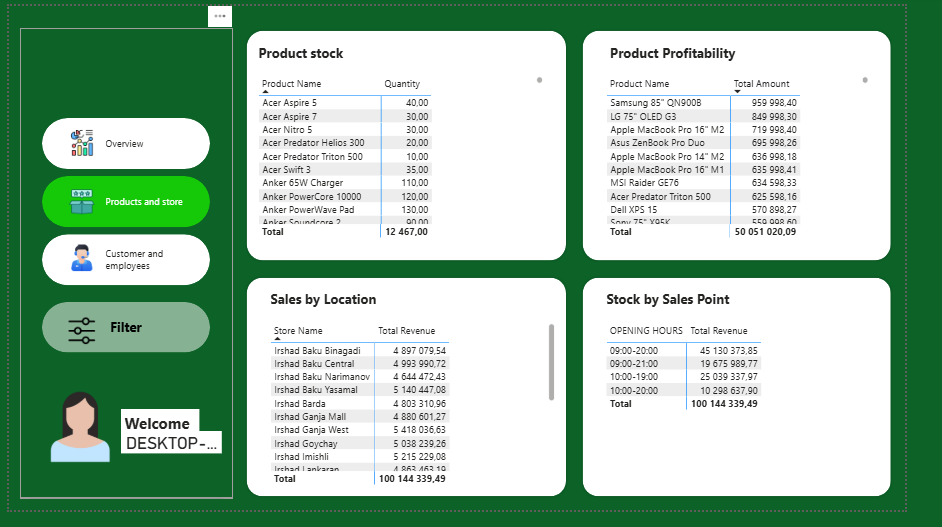 Overview
Products and store
Customer and
employees
Filter
Welcome
DESKTOP-...
Product stock
Product Name Quantity
Acer Aspire 5 40,00
Acer Aspire 7 30,00
Acer Nitro 5 30,00
Acer Predator Helios 300 20,00
Acer Predator Triton 500 10,00
Acer Swift 3 35,00
Anker 65W Charger 110,00
Anker PowerCore 10000 120,00
Anker PowerWave Pad 130,00
Anker Soundcore 2 90,00
Total 12 467,00
Product Profitability
Product Name Total Amount
Samsung 85" QN900B 959 998,40
LG 75" OLED G3 849 998,30
Apple MacBook Pro 16" M2 719 998,40
Asus ZenBook Pro Duo 695 998,26
Apple MacBook Pro 14" M2 636 998,18
Apple MacBook Pro 16" M1 635 998,41
MSI Raider GE76 634 598,33
Acer Predator Triton 500 625 598,16
Dell XPS 15 570 898,27
Sony 75" X95K 559 998,60
Total 50 051 020,09
Sales by Location
Store Name Total Revenue
Irshad Baku Binagadi 4 897 079,54
Irshad Baku Central 4 993 990,72
Irshad Baku Narimanov 4 644 472,43
Irshad Baku Yasamal 5 140 447,08
Irshad Barda 4 803 310,96
Irshad Ganja Mall 4 880 601,27
Irshad Ganja West 5 418 036,63
Irshad Goychay 5 038 239,26
Irshad Imishli 5 215 229,08
Irshad Lankaran 4 863 463,19
Total 100 144 339,49
Stock by Sales Point
OPENING HOURS Total Revenue
09:00-20:00 45 130 373,85
09:00-21:00 19 675 989,77
10:00-19:00 25 039 337,97
10:00-20:00 10 298 637,90
Total 100 144 339,49